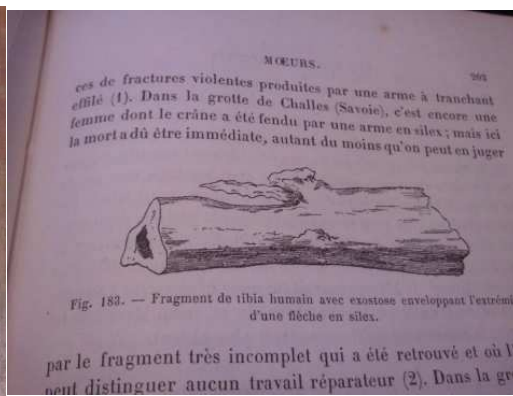 MŒURS.
203
ces de fractures violentes produites par une arme à tranchant
effilé (1). Dans la grotte de Challes (Savoie), c'est encore une
femme dont le crâne a été fendu par une arme en silex ; mais ici
la mort a dû être immédiate, autant du moins qu'on peut en juger
Fig. 183. — Fragment de tibia humain avec exostose enveloppant l'extrémi
d'une flèche en silex.
par le fragment très incomplet qui a été retrouvé et où l'
peut distinguer aucun travail réparateur (2). Dans la gro